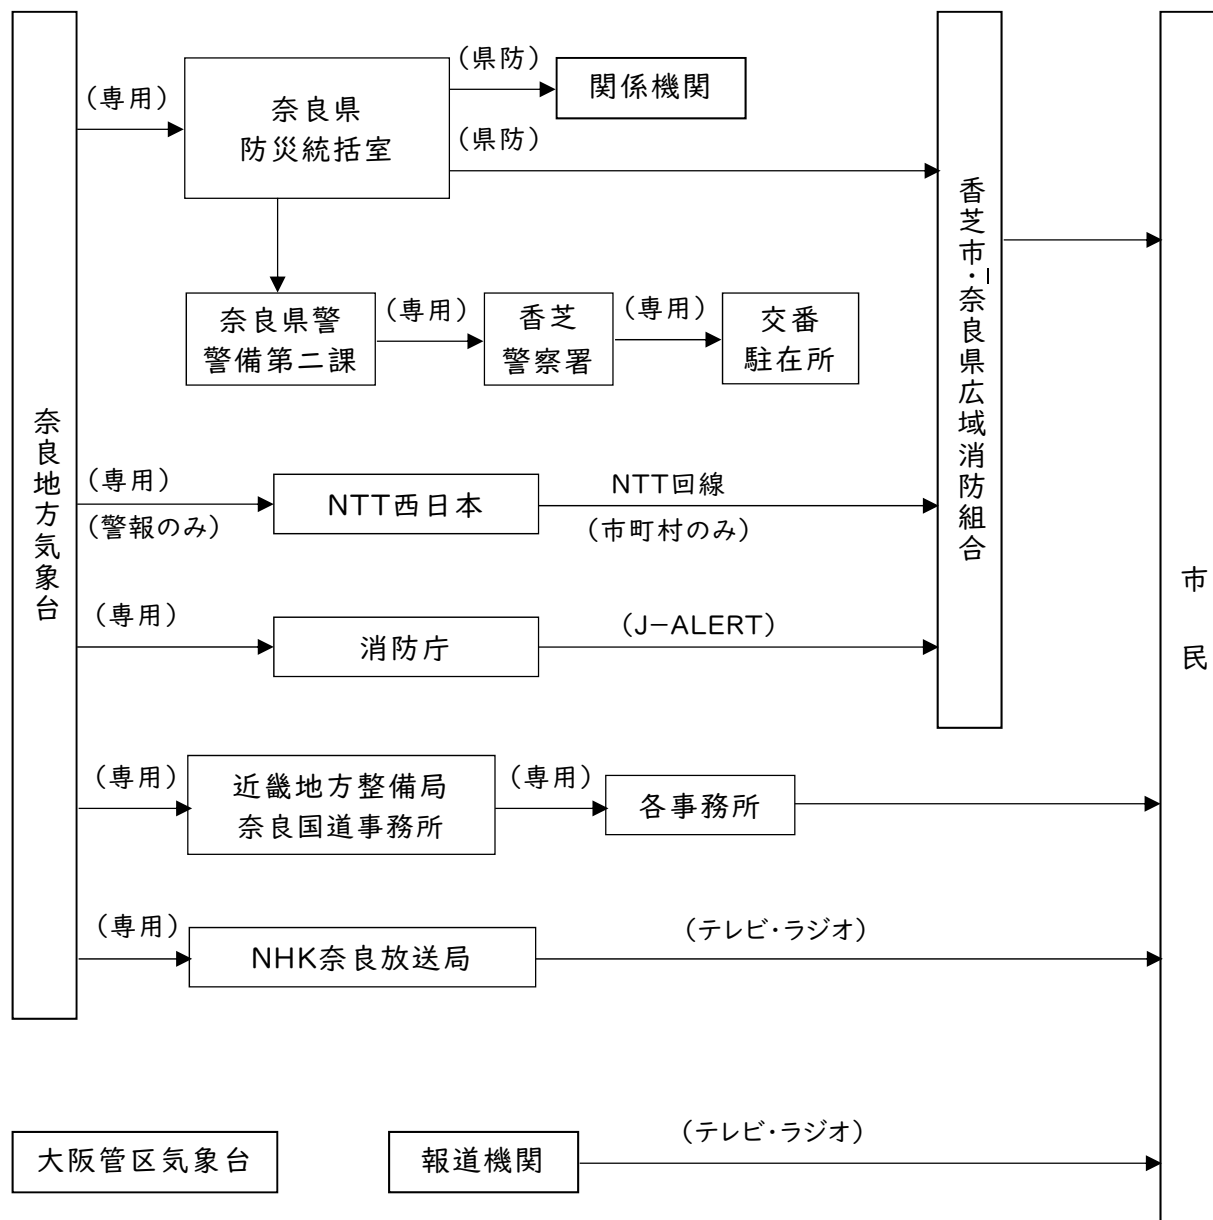 奈良地方気象台
（専用）
奈良県
防災統括室
（県防）
関係機関
（県防）
奈良県警
警備第二課
（専用）
香芝
警察署
（専用）
交番
駐在所
（専用）
（警報のみ）
NTT西日本
NTT回線
（市町村のみ）
（専用）
消防庁
（J－ALERT）
香芝市・奈良県広域消防組合
（専用）
近畿地方整備局
奈良国道事務所
（専用）
各事務所
（専用）
NHK奈良放送局
（テレビ・ラジオ）
大阪管区気象台
報道機関
（テレビ・ラジオ）
市民